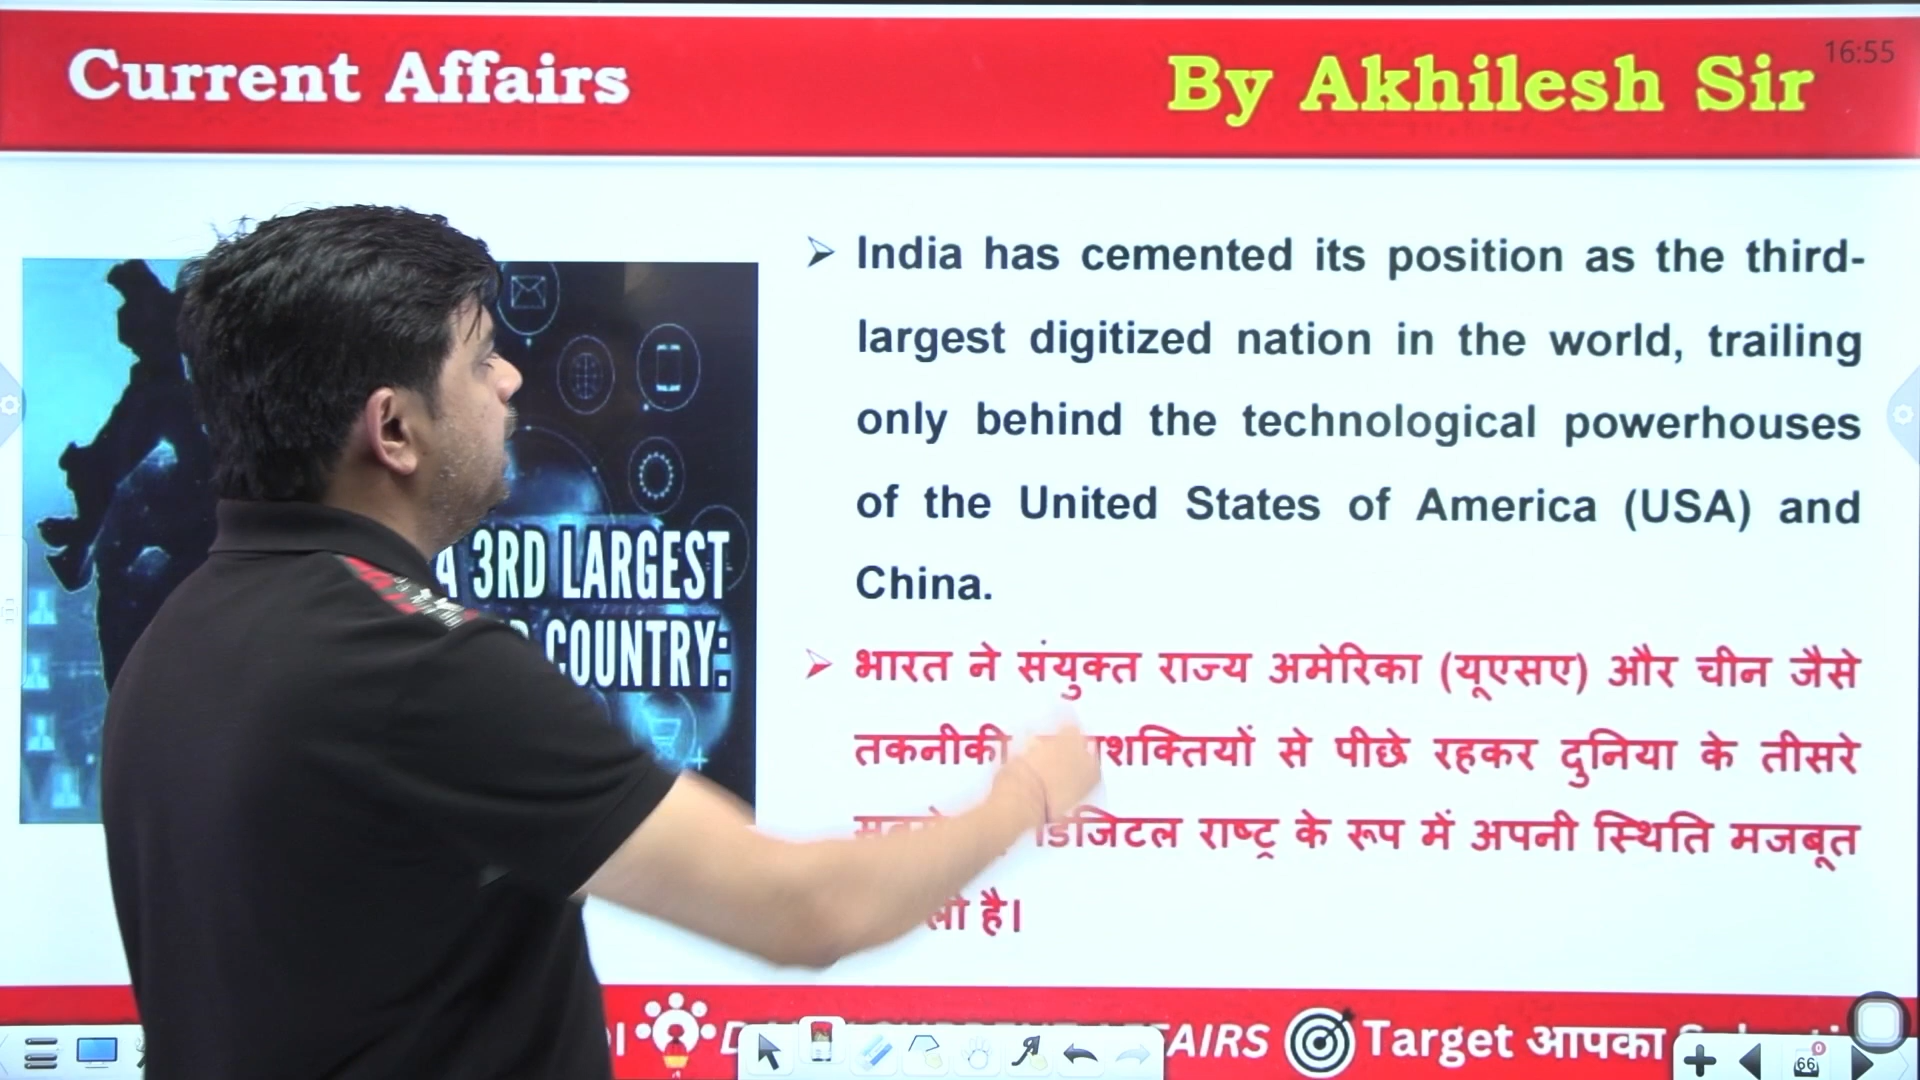 Current Affairs
By Akhilesh Sir
16:55
India has cemented its position as the third-
largest digitized nation in the world, trailing
only behind the technological powerhouses
of the United States of America (USA) and
China.
भारत ने संयुक्त राज्य अमेरिका (यूएसए) और चीन जैसे
तकनीकी से पीछे रहकर दुनिया के तीसरे
डिजिटल राष्ट्र के रूप में अपनी स्थिति मजबूत
है।
3RD LARGEST
COUNTRY:
Target आपका
66
0